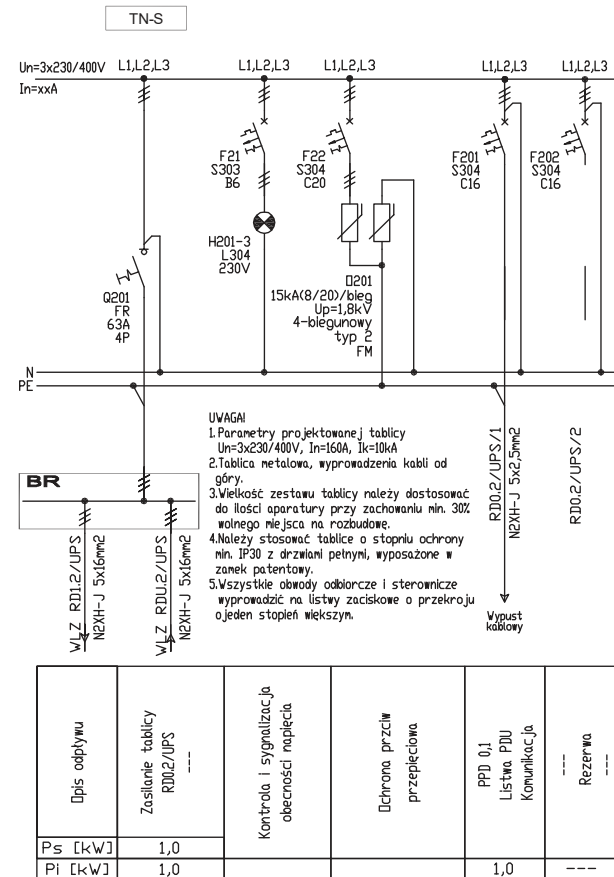 TN-S
Un=3x230/400V
L1,L2,L3
L1,L2,L3
L1,L2,L3
L1,L2,L3
L1,L2,L3
In=xxA
F21
S303
B6
F22
S304
C20
F201
S304
C16
F202
S304
C16
H201-3
L304
230V
Q201
FR
63A
4P
O201
15kA(8/20)/bieg
Up=1,8kV
4-biegunowy
typ 2
FM
N
PE
UWAGA!
1.Parametry projektowanej tablicy
Un=3x230/400V, In=160A, Ik=10kA
2.Tablica metalowa, wyprowadzenia kabli od
góry.
3.Wielkość zestawu tablicy należy dostosować
do ilości aparatury przy zachowaniu min. 30%
wolnego miejsca na rozbudowę.
4.Należy stosować tablice o stopniu ochrony
min. IP30 z drzwiami pełnymi, wyposażone w
zamek patentowy.
5.Wszystkie obwody odbiorcze i sterownicze
wyprowadzić na listwy zaciskowe o przekroju
ojeden stopień większym.
BR
WLZ RD1.2/UPS
N2XH-J 5x16mm2
WLZ RDU.2/UPS
N2XH-J 5x16mm2
RD0.2/UPS/1
N2XH-J 5x2,5mm2
RD0.2/UPS/2
Wypust
kablowy
Opis odpływu
Zasilanie tablicy
RD0.2/UPS
---
Kontrola i sygnalizacja
obecności napięcia
Ochrona przciw
przepięciowa
PPD 0,1
Listwa PDU
Komunikacja
---
Rezerwa
---
Ps [kW]
1,0
Pi [kW]
1,0
1,0
---